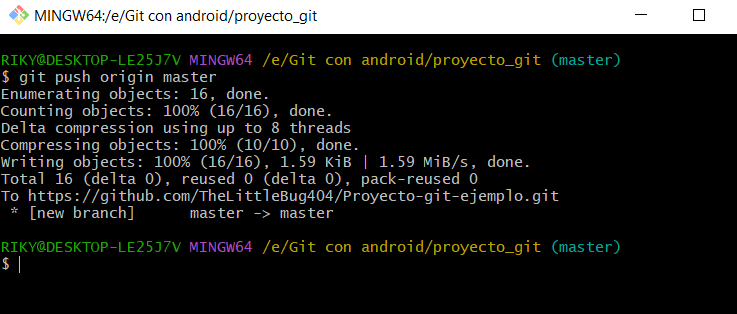 MINGW64:/e/Git con android/proyecto_git
RIKY@DESKTOP-LE25J7V MINGW64 /e/Git con android/proyecto_git (master)
$ git push origin master
Enumerating objects: 16, done.
Counting objects: 100% (16/16), done.
Delta compression using up to 8 threads
Compressing objects: 100% (10/10), done.
Writing objects: 100% (16/16), 1.59 KiB | 1.59 MiB/s, done.
Total 16 (delta 0), reused 0 (delta 0), pack-reused 0
To https://github.com/TheLittleBug404/Proyecto-git-ejemplo.git
 * [new branch]      master -> master
RIKY@DESKTOP-LE25J7V MINGW64 /e/Git con android/proyecto_git (master)
$